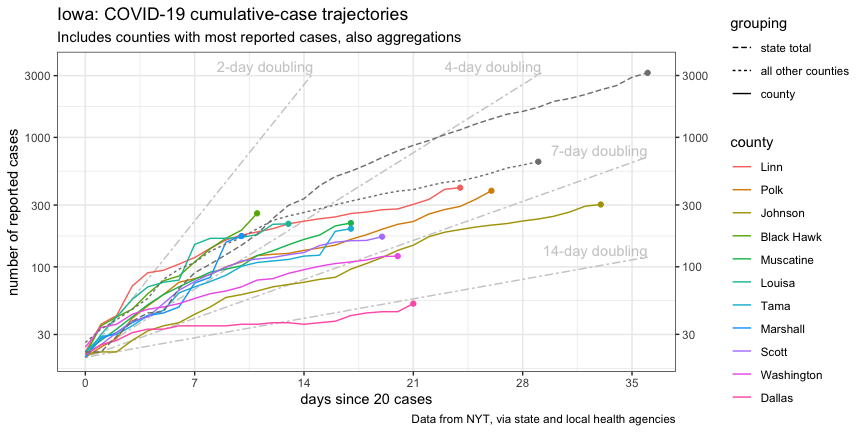 Iowa: COVID-19 cumulative-case trajectories
Includes counties with most reported cases, also aggregations
2-day doubling
4-day doubling
7-day doubling
14-day doubling
number of reported cases
3000
1000
300
100
30
3000
1000
300
100
30
0
7
14
21
28
35
days since 20 cases
Data from NYT, via state and local health agencies
grouping
state total
all other counties
county
county
Linn
Polk
Johnson
Black Hawk
Muscatine
Louisa
Tama
Marshall
Scott
Washington
Dallas